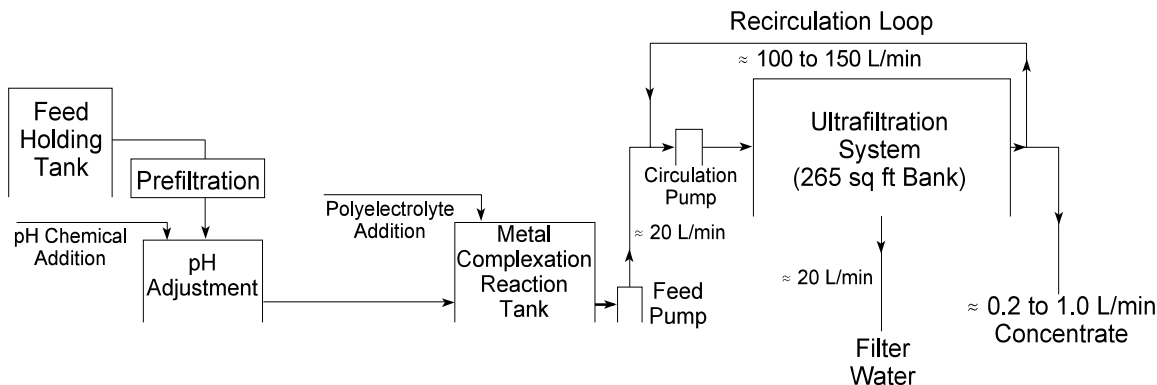 Recirculation Loop
≈ 100 to 150 L/min
Feed
Holding
Tank
Prefiltration
pH Chemical
Addition
pH
Adjustment
Polyelectrolyte
Addition
Metal
Complexation
Reaction
Tank
≈ 20 L/min
Feed
Pump
Circulation
Pump
Ultrafiltration
System
(265 sq ft Bank)
≈ 20 L/min
Filter
Water
≈ 0.2 to 1.0 L/min
Concentrate